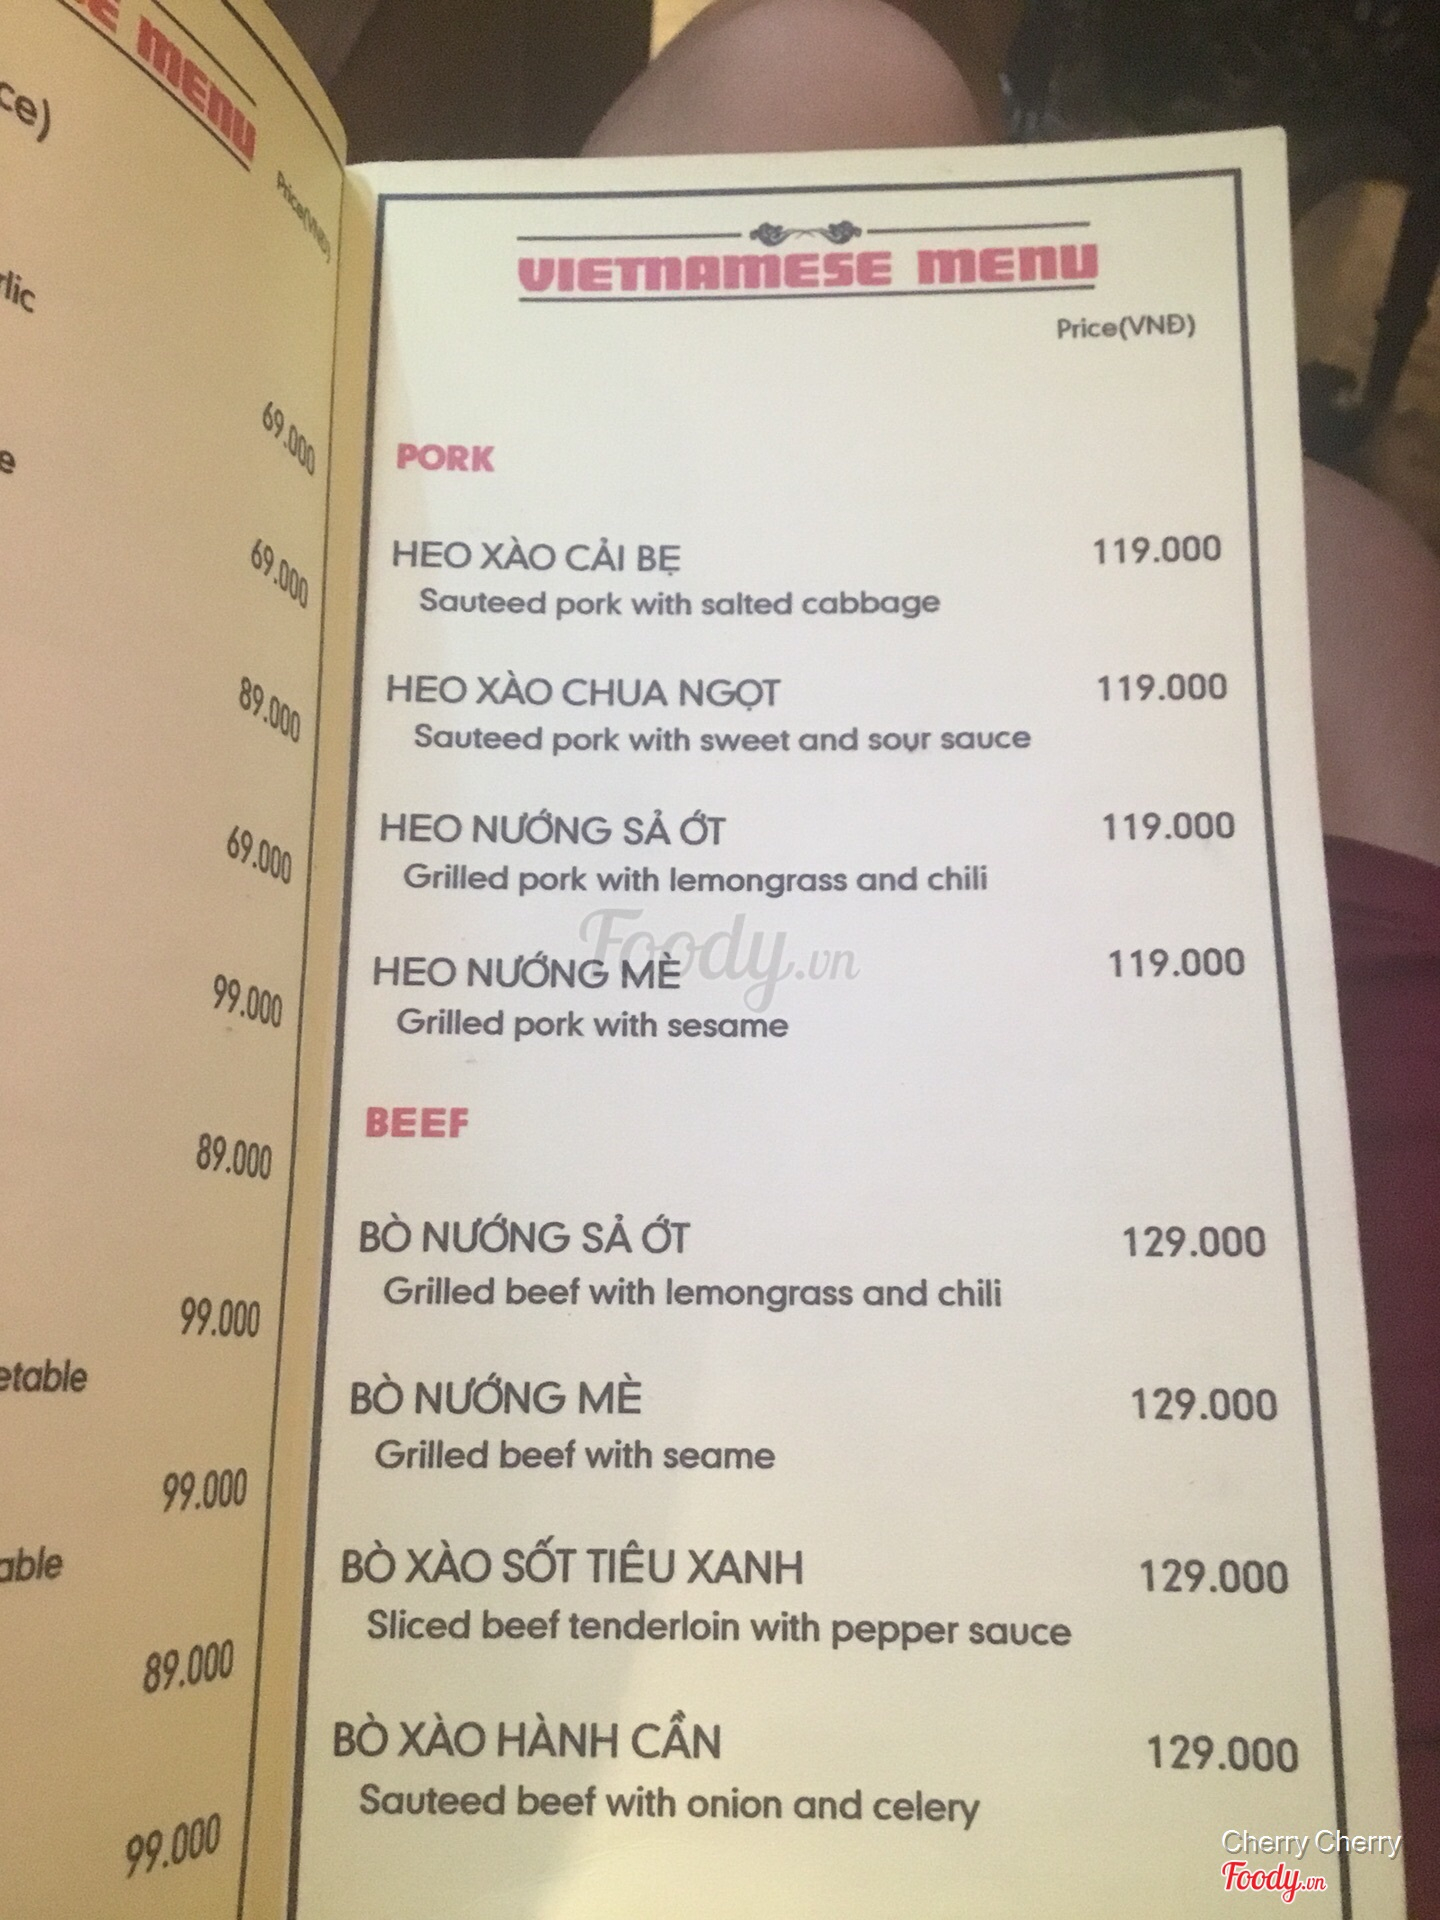 MENU
Price(VNĐ)
69.000
69.000
89.000
69.000
99.000
89.000
99.000
99.000
89.000
99.000
VIETNAMESE MENU
Price(VNĐ)
PORK
HEO XÀO CẢI BẸ 119.000
Sauteed pork with salted cabbage
HEO XÀO CHUA NGỌT 119.000
Sauteed pork with sweet and sour sauce
HEO NƯỚNG SẢ ỚT 119.000
Grilled pork with lemongrass and chili
HEO NƯỚNG MÈ 119.000
Grilled pork with sesame
Foody.vn
BEEF
BÒ NƯỚNG SẢ ỚT 129.000
Grilled beef with lemongrass and chili
BÒ NƯỚNG MÈ 129.000
Grilled beef with seame
BÒ XÀO SỐT TIÊU XANH 129.000
Sliced beef tenderloin with pepper sauce
BÒ XÀO HÀNH CẦN 129.000
Sauteed beef with onion and celery
Cherry Cherry
Foody.vn